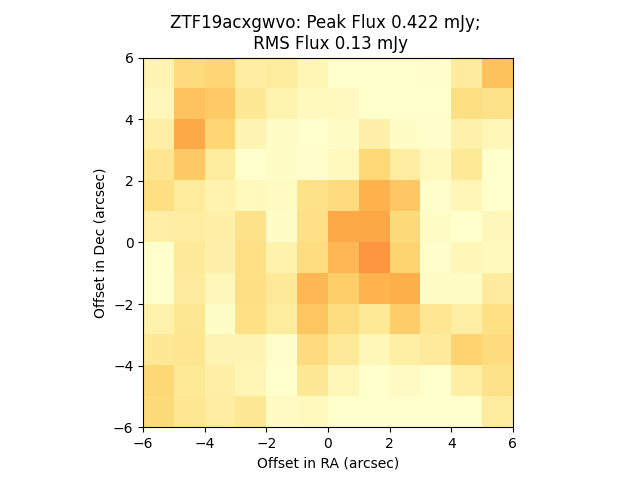 ZTF19acxgwvo: Peak Flux 0.422 mJy;
RMS Flux 0.13 mJy
6
4
2
0
−2
−4
−6
Offset in Dec (arcsec)
−6 −4 −2 0 2 4 6
Offset in RA (arcsec)